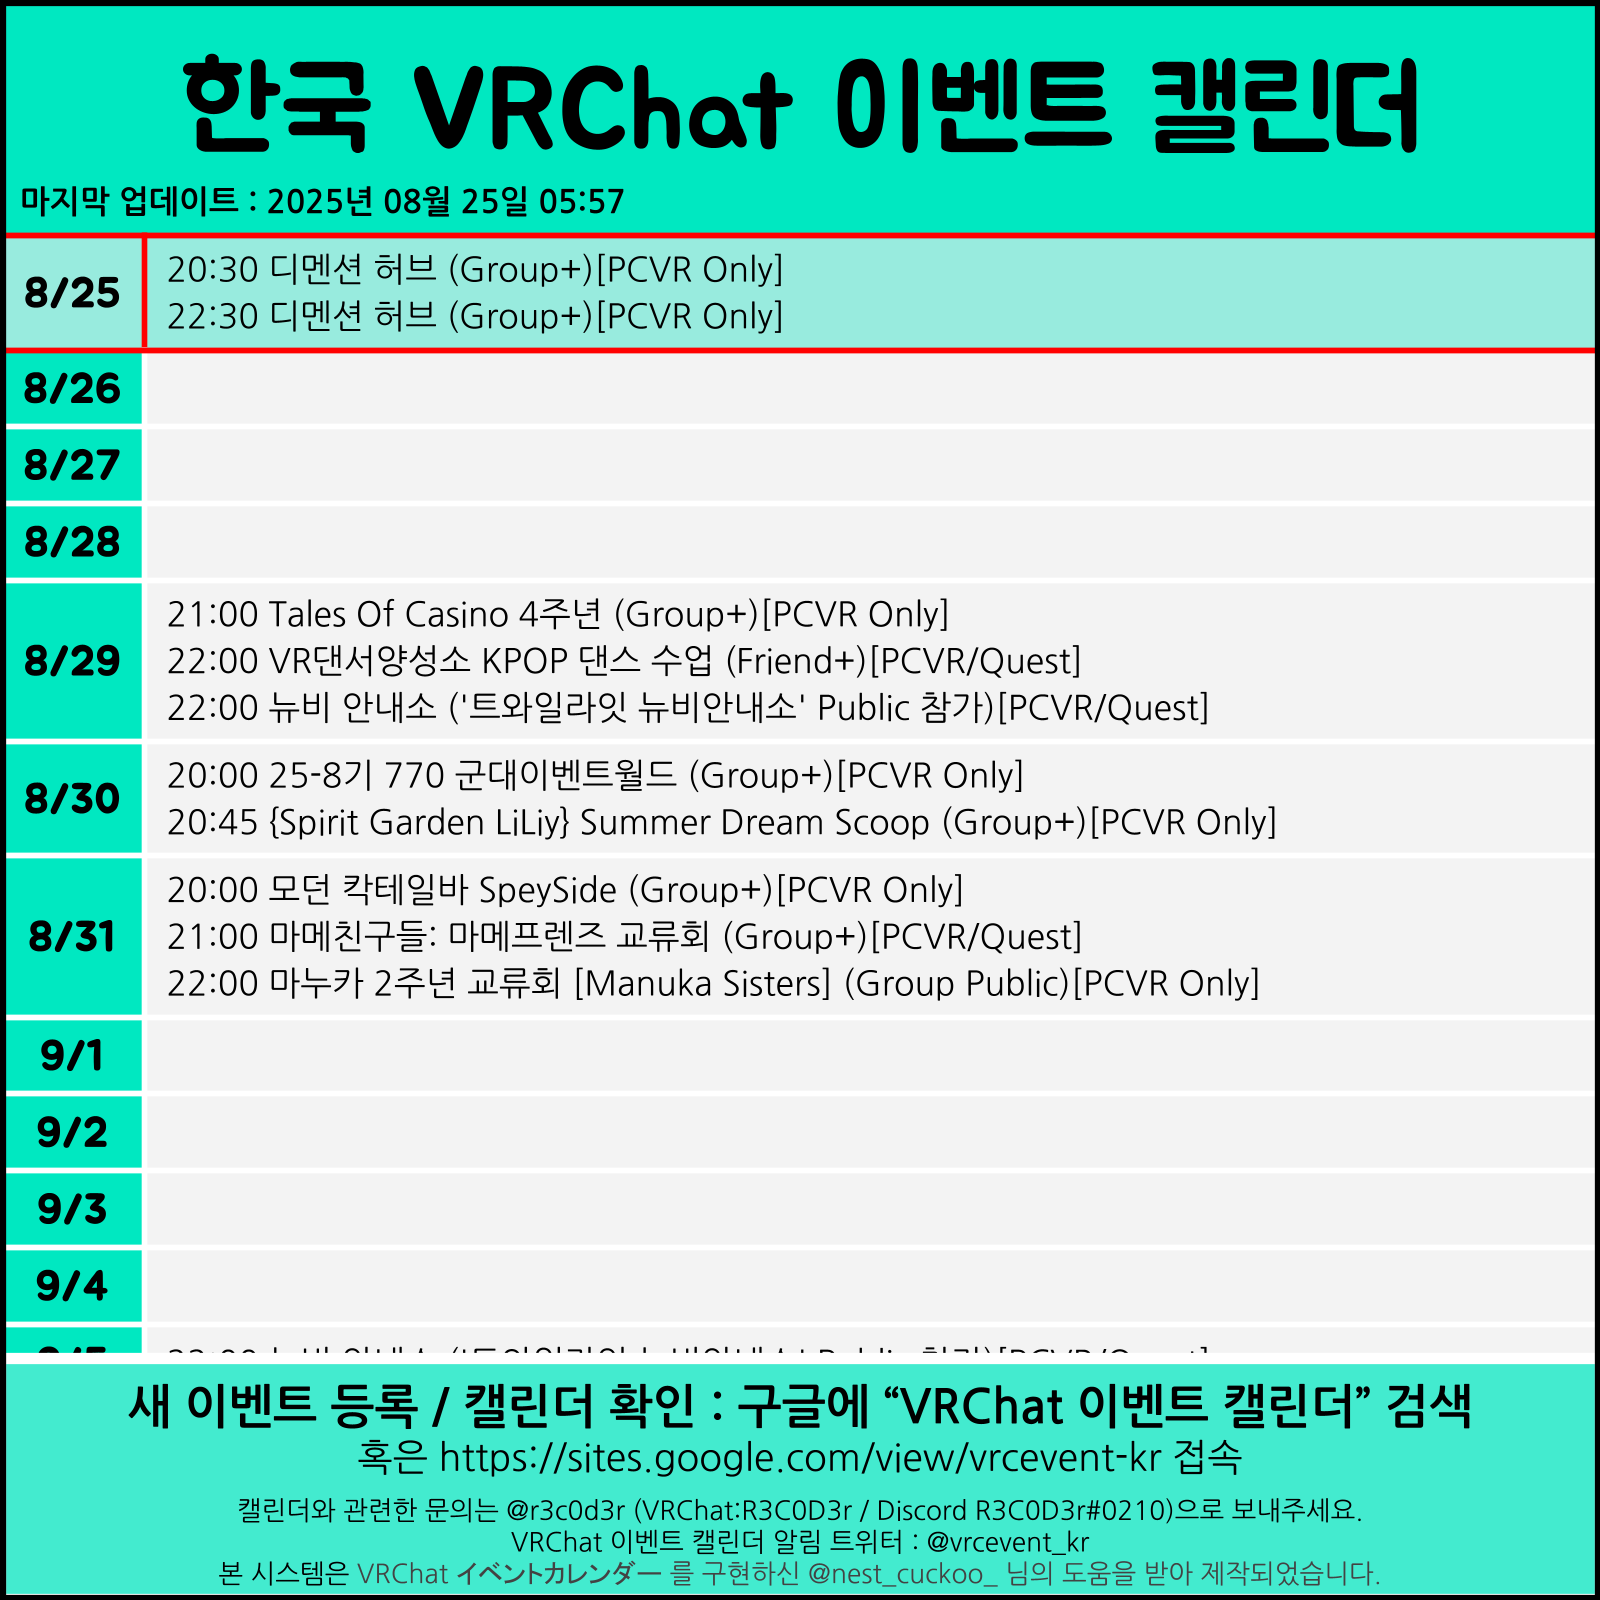 한국 VRChat 이벤트 캘린더
마지막 업데이트 : 2025년 08월 25일 05:57
8/25
20:30 디멘션 허브 (Group+)[PCVR Only]
22:30 디멘션 허브 (Group+)[PCVR Only]
8/26
8/27
8/28
8/29
21:00 Tales Of Casino 4주년 (Group+)[PCVR Only]
22:00 VR댄서양성소 KPOP 댄스 수업 (Friend+)[PCVR/Quest]
22:00 뉴비 안내소 ('트와일라잇 뉴비안내소' Public 참가)[PCVR/Quest]
8/30
20:00 25-8기 770 군대이벤트월드 (Group+)[PCVR Only]
20:45 {Spirit Garden LiLiy} Summer Dream Scoop (Group+)[PCVR Only]
8/31
20:00 모던 칵테일바 SpeySide (Group+)[PCVR Only]
21:00 마메친구들: 마메프렌즈 교류회 (Group+)[PCVR/Quest]
22:00 마누카 2주년 교류회 [Manuka Sisters] (Group Public)[PCVR Only]
9/1
9/2
9/3
9/4
새 이벤트 등록 / 캘린더 확인 : 구글에 “VRChat 이벤트 캘린더” 검색
혹은 https://sites.google.com/view/vrcevent-kr 접속
캘린더와 관련한 문의는 @r3c0d3r (VRChat:R3C0D3r / Discord R3C0D3r#0210)으로 보내주세요.
VRChat 이벤트 캘린더 알림 트위터 : @vrcevent_kr
본 시스템은 VRChat イベントカレンダー 를 구현하신 @nest_cuckoo_ 님의 도움을 받아 제작되었습니다.